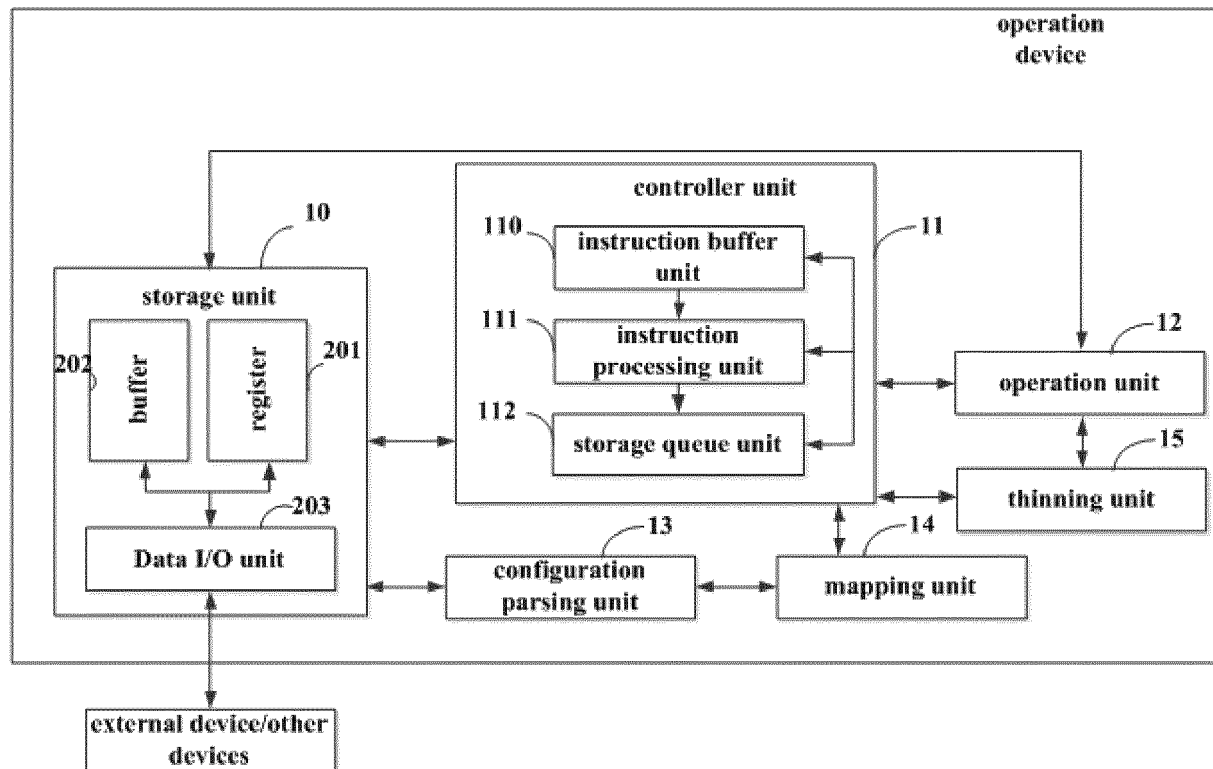 operation
device
controller unit
10
110
instruction buffer
unit
11
storage unit
111
instruction
processing unit
12
202
buffer
register
201
operation unit
112
storage queue unit
15
203
thinning unit
13
14
Data I/O unit
configuration
parsing unit
mapping unit
external device/other
devices